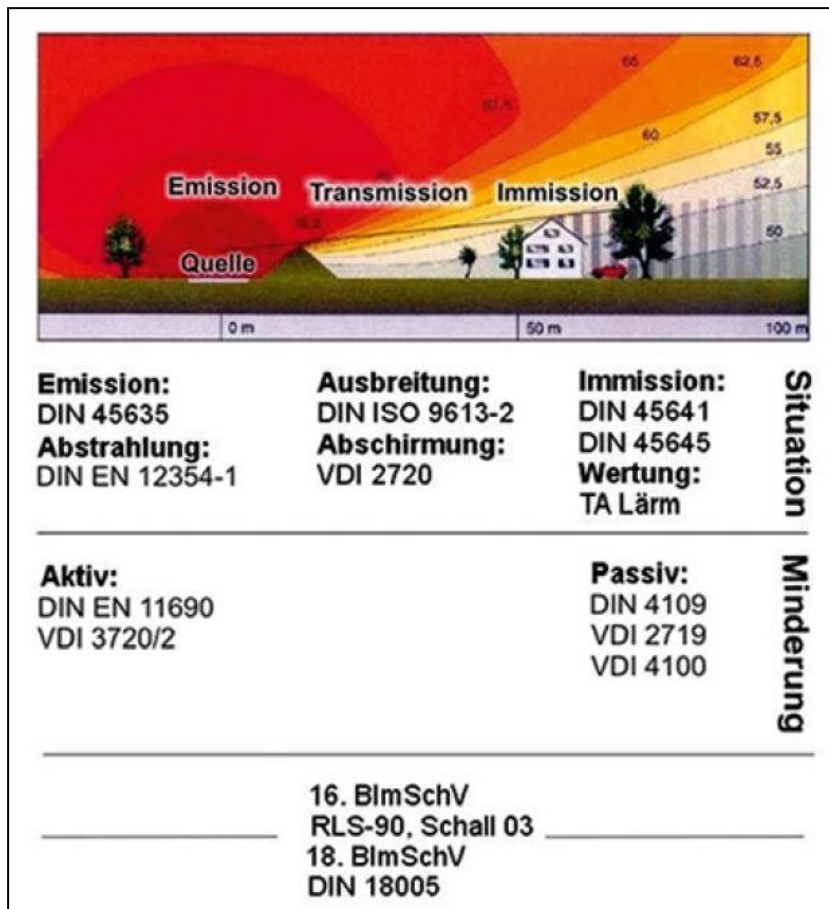 65
62,5
67,5
57,5
60
55
52,5
50
Emission
Transmission
Immission
Quelle
0 m
50 m
100 m
Emission:
DIN 45635
Abstrahlung:
DIN EN 12354-1
Ausbreitung:
DIN ISO 9613-2
Abschirmung:
VDI 2720
Immission:
DIN 45641
DIN 45645
Wertung:
TA Lärm
Situation
Aktiv:
DIN EN 11690
VDI 3720/2
Passiv:
DIN 4109
VDI 2719
VDI 4100
Minderung
16. BImSchV
RLS-90, Schall 03
18. BImSchV
DIN 18005